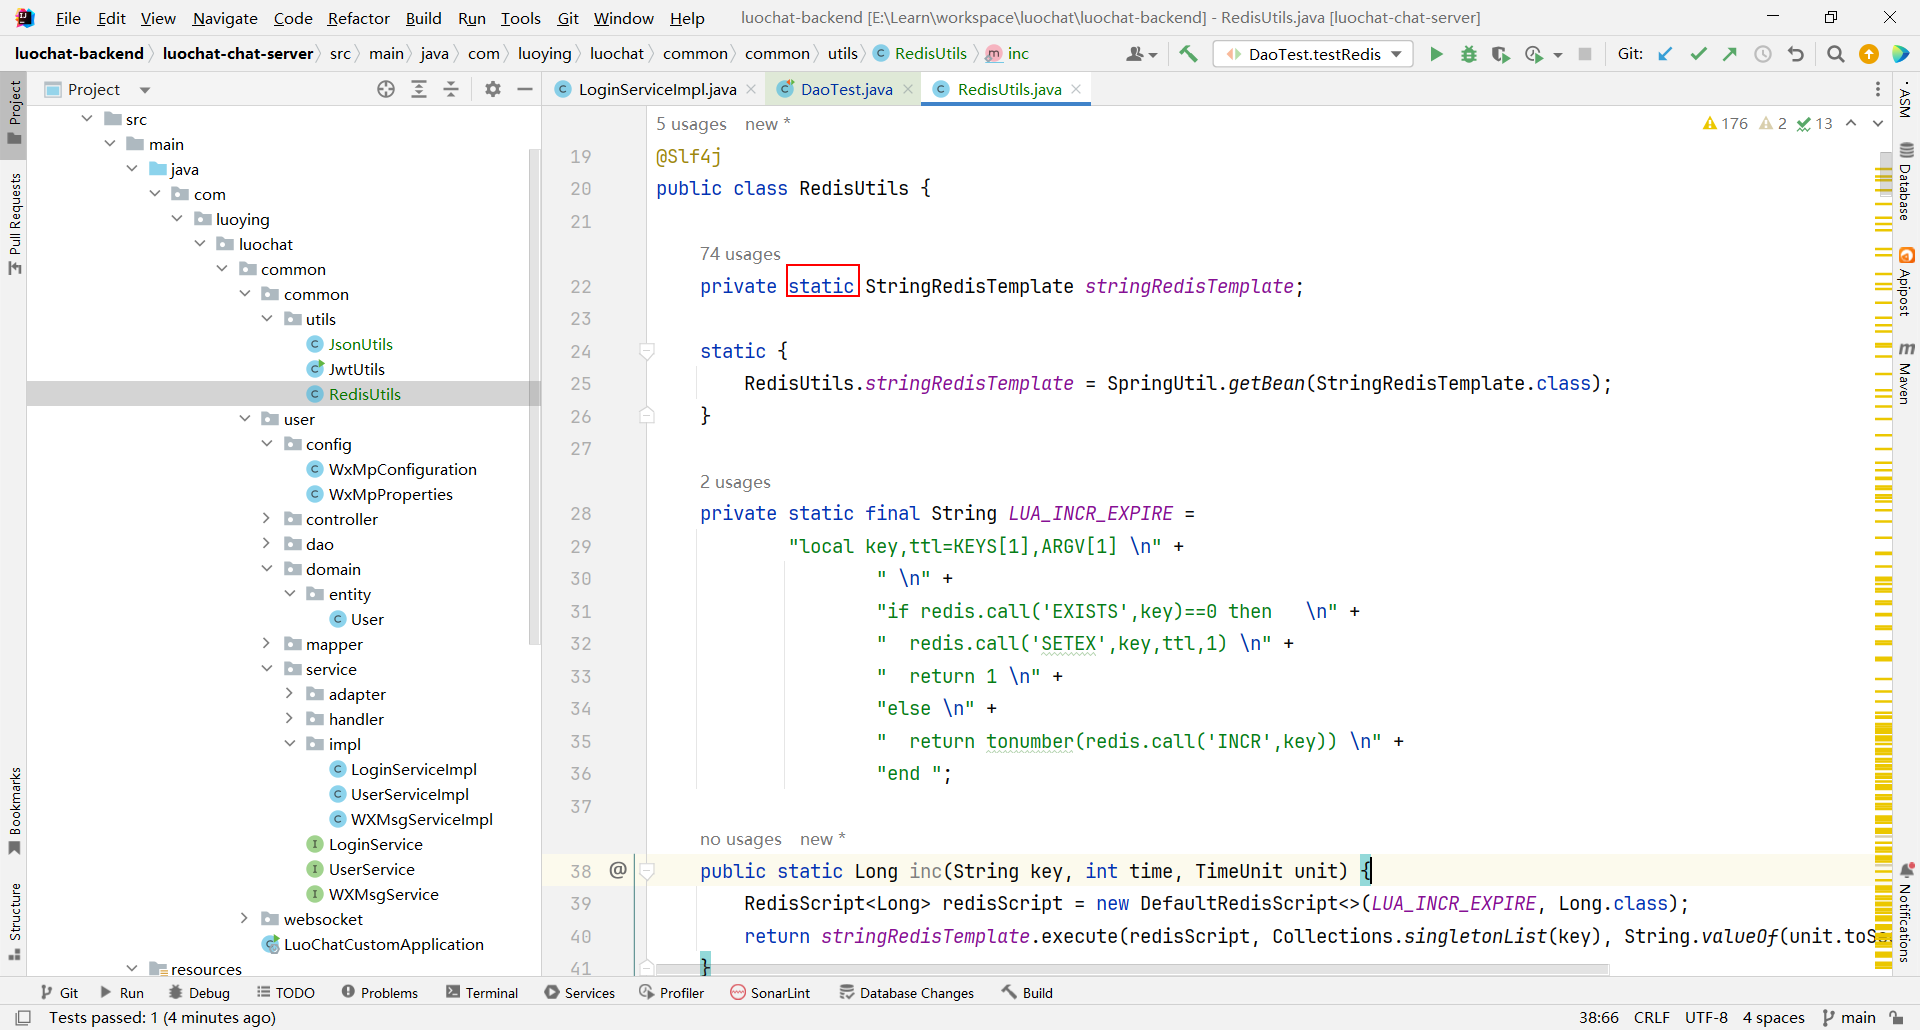 File Edit View Navigate Code Refactor Build Run Tools Git Window Help luochat-backend [E:\Learn\workspace\luochat\luochat-backend] - RedisUtils.java [luochat-chat-server]
luochat-backend luochat-chat-server src main java com luoying luochat common common utils RedisUtils inc DaoTest.testRedis Git:
Project
LoginServiceImpl.java DaoTest.java RedisUtils.java
src
main
java
com
luoying
luochat
common
common
utils
JsonUtils
JwtUtils
RedisUtils
user
config
WxMpConfiguration
WxMpProperties
controller
dao
domain
entity
User
mapper
service
adapter
handler
impl
LoginServiceImpl
UserServiceImpl
WXMsgServiceImpl
LoginService
UserService
WXMsgService
websocket
LuoChatCustomApplication
resources
Project
Pull Requests
Bookmarks
Structure
5 usages new *
176 2 13
19 @Slf4j
20 public class RedisUtils {
21
74 usages
22 private static StringRedisTemplate stringRedisTemplate;
23
24 static {
25 RedisUtils.stringRedisTemplate = SpringUtil.getBean(StringRedisTemplate.class);
26 }
27
2 usages
28 private static final String LUA_INCR_EXPIRE =
29 "local key,ttl=KEYS[1],ARGV[1] \n" +
30 " \n" +
31 "if redis.call('EXISTS',key)==0 then   \n" +
32 "  redis.call('SETEX',key,ttl,1) \n" +
33 "  return 1 \n" +
34 "else \n" +
35 "  return tonumber(redis.call('INCR',key)) \n" +
36 "end ";
37
no usages new *
38 @ public static Long inc(String key, int time, TimeUnit unit) {
39 RedisScript<Long> redisScript = new DefaultRedisScript<>(LUA_INCR_EXPIRE, Long.class);
40 return stringRedisTemplate.execute(redisScript, Collections.singletonList(key), String.valueOf(unit.toS
41 }
ASM
Database
Apipost
Maven
Notifications
Git Run Debug TODO Problems Terminal Services Profiler SonarLint Database Changes Build
Tests passed: 1 (4 minutes ago) 38:66 CRLF UTF-8 4 spaces main